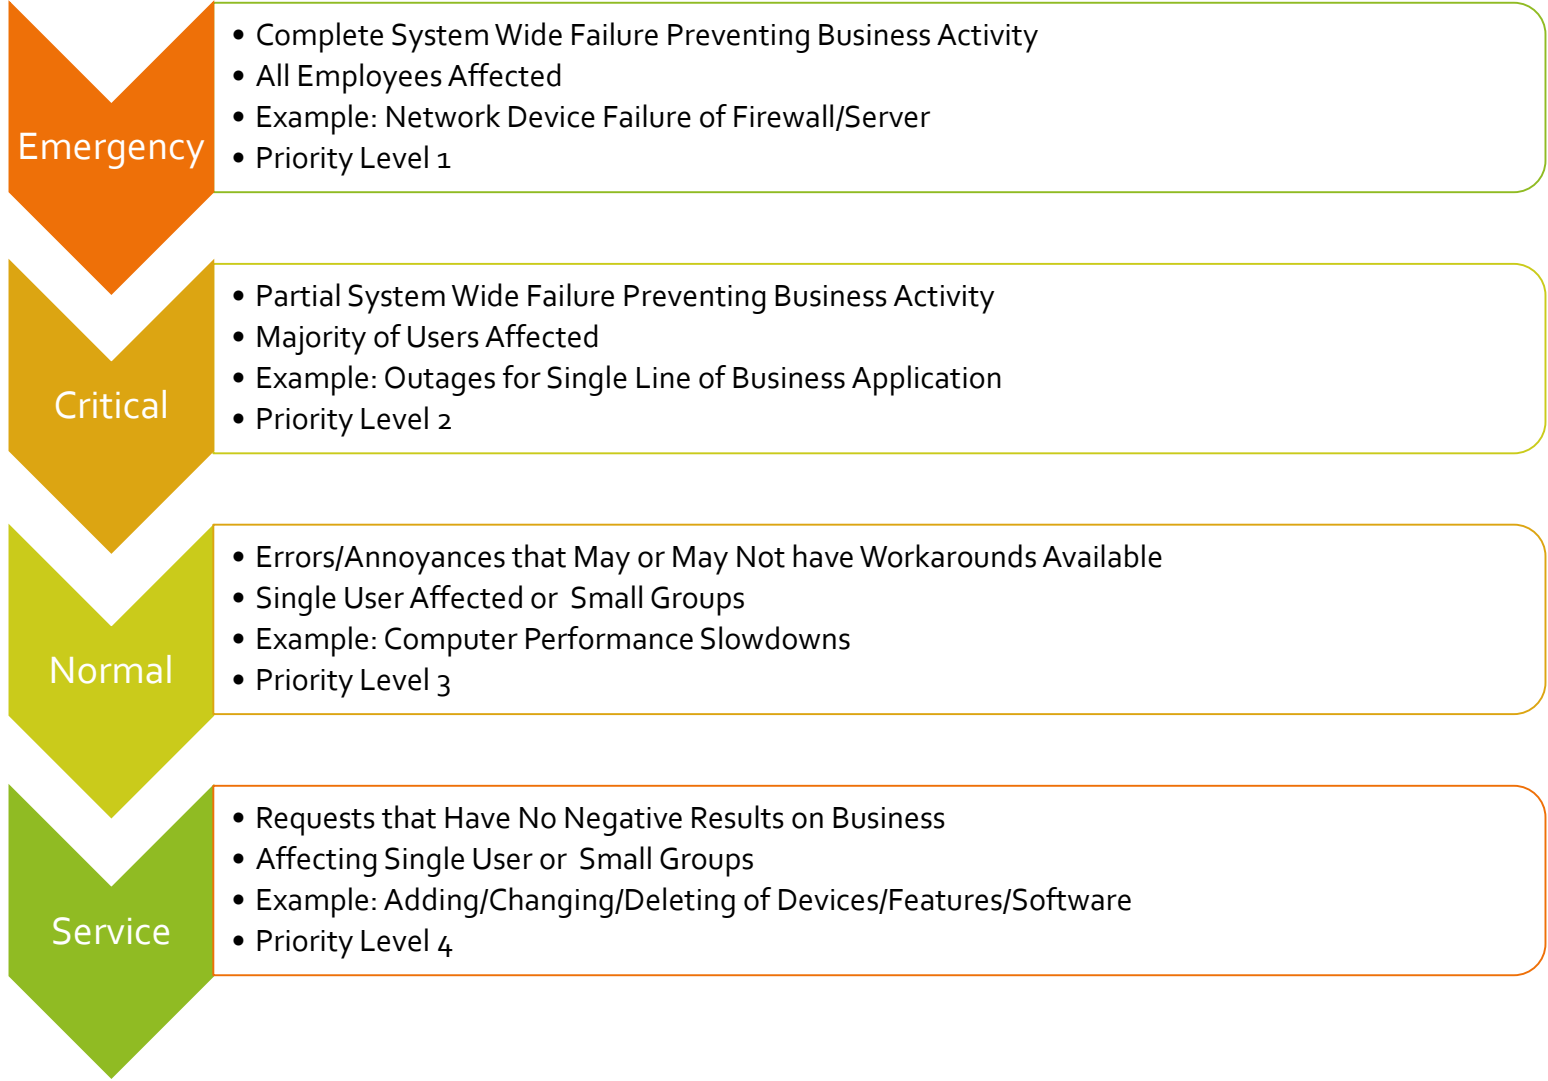 Emergency
• Complete System Wide Failure Preventing Business Activity
• All Employees Affected
• Example: Network Device Failure of Firewall/Server
• Priority Level 1
Critical
• Partial System Wide Failure Preventing Business Activity
• Majority of Users Affected
• Example: Outages for Single Line of Business Application
• Priority Level 2
Normal
• Errors/Annoyances that May or May Not have Workarounds Available
• Single User Affected or  Small Groups
• Example: Computer Performance Slowdowns
• Priority Level 3
Service
• Requests that Have No Negative Results on Business
• Affecting Single User or  Small Groups
• Example: Adding/Changing/Deleting of Devices/Features/Software
• Priority Level 4